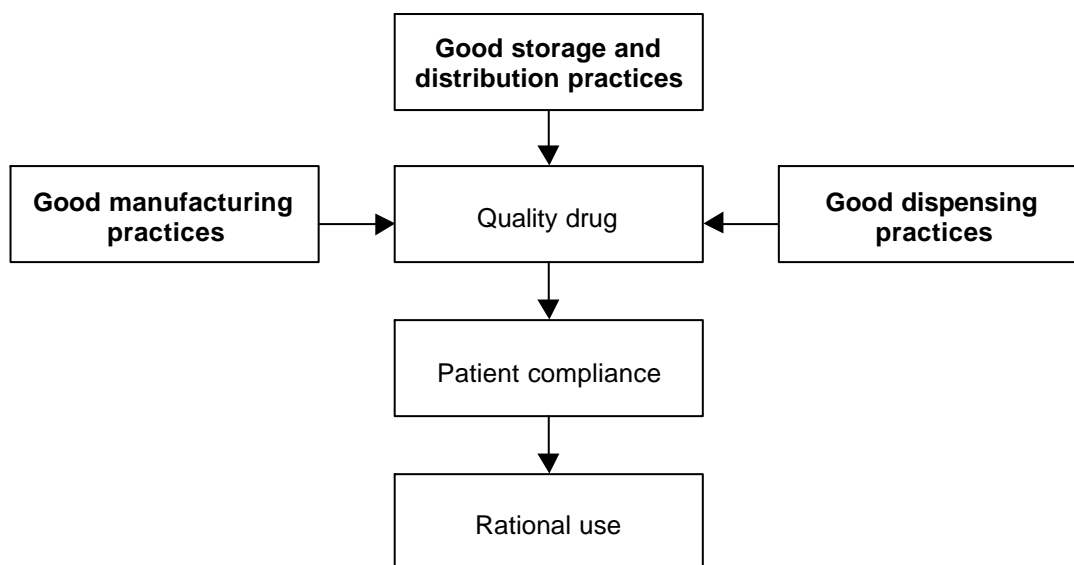 Good storage and
distribution practices
Good manufacturing
practices
Quality drug
Good dispensing
practices
Patient compliance
Rational use